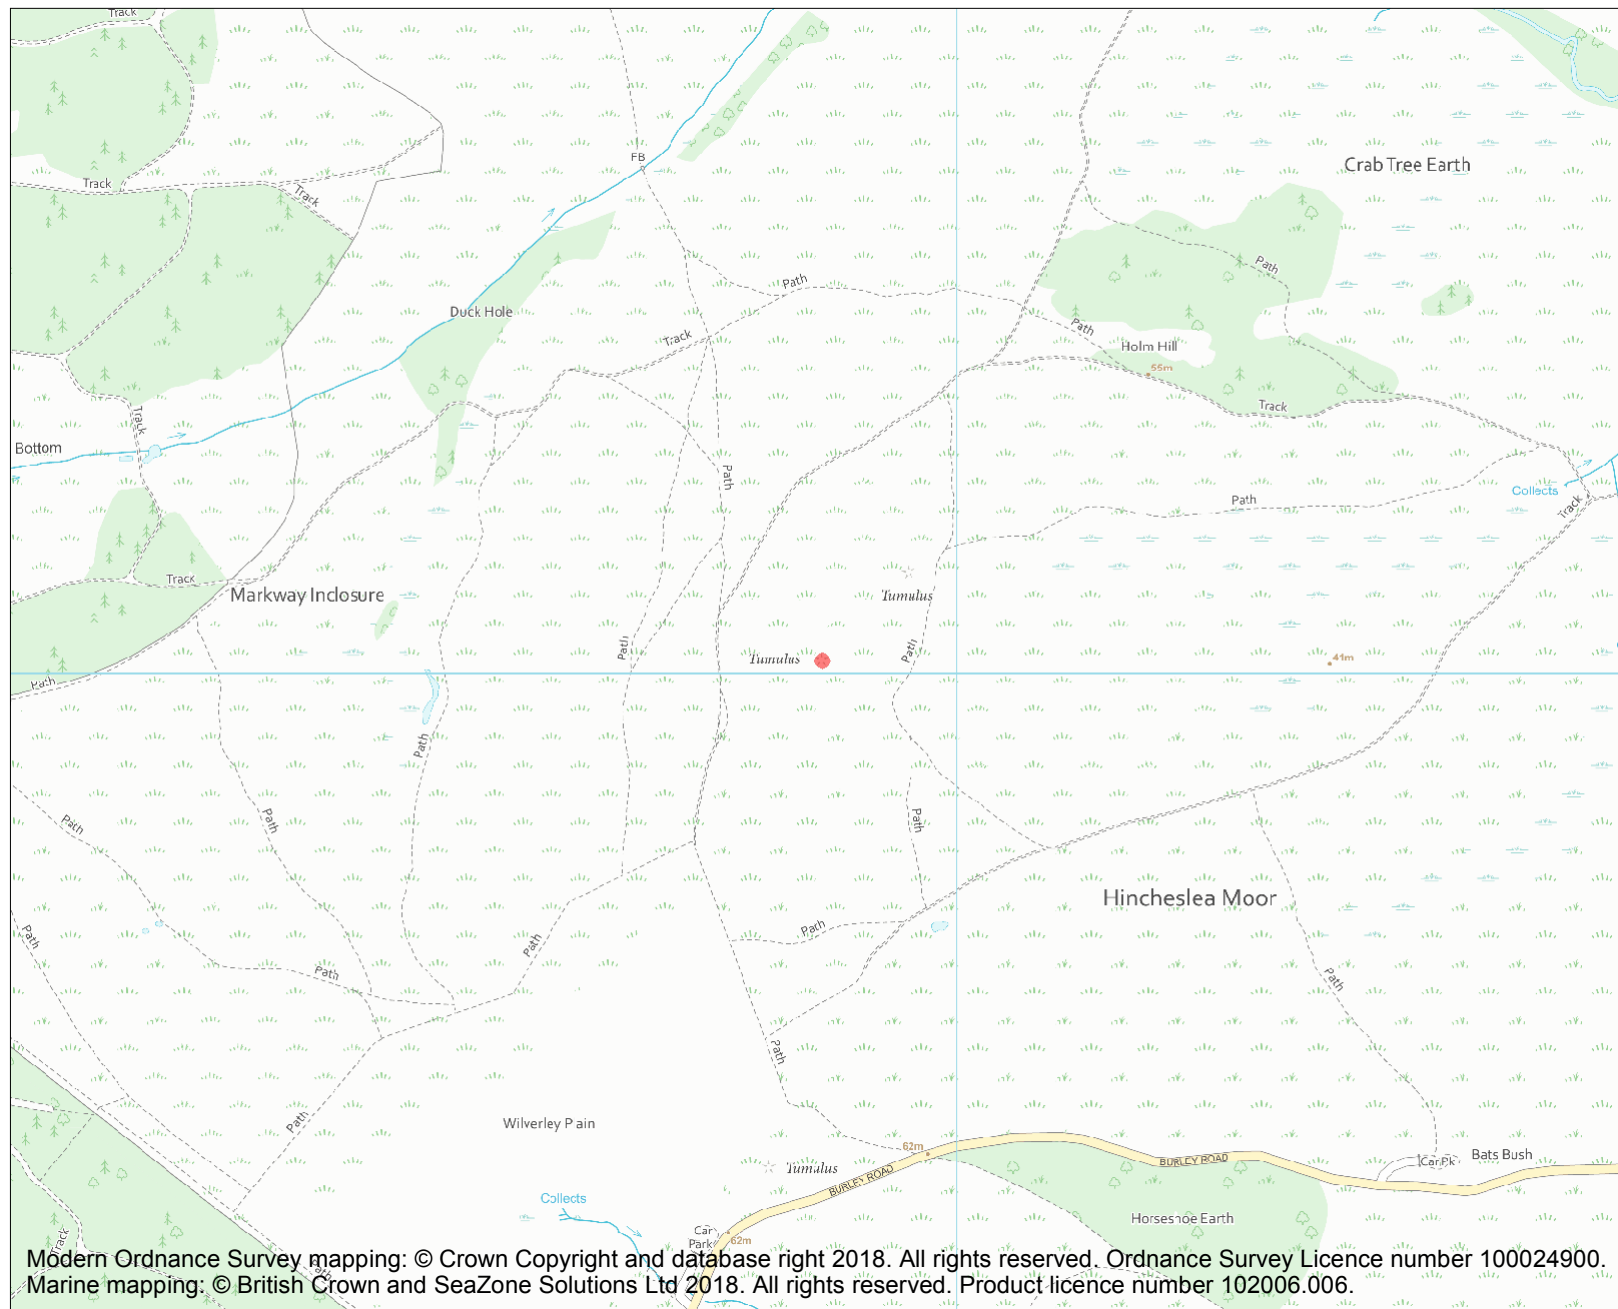 Track
FB
Crab Tree Earth
Track
Track
Path
Path
Duck Hole
Track
Path
Holm Hill
55m
Track
Track
Bottom
Path
Path
Collects
Track
Track
Markway Inclosure
Tumulus
Path
Path
Tumulus
41m
Path
Path
Path
Path
Path
Hincheslea Moor
Path
Path
Path
Path
Path
Path
Path
Wilverley Plain
62m
Tumulus
BURLEY ROAD
BURLEY ROAD
Car Pk
Bats Bush
Collects
Horseshoe Earth
Car
Park
62m
Track
Path
Modern Ordnance Survey mapping: © Crown Copyright and database right 2018. All rights reserved. Ordnance Survey Licence number 100024900.
Marine mapping: © British Crown and SeaZone Solutions Ltd 2018. All rights reserved. Product licence number 102006.006.